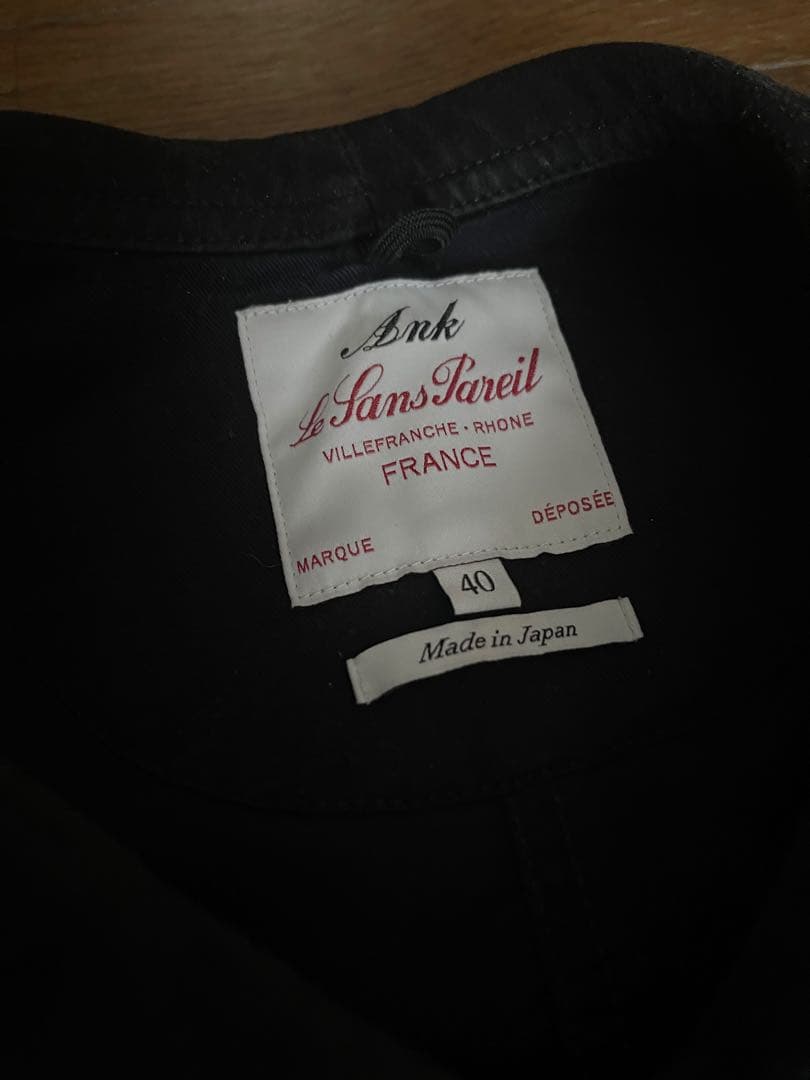 Ank
Le Sans Pareil
VILLEFRANCHE · RHONE
FRANCE
MARQUE DÉPOSÉE
40
Made in Japan